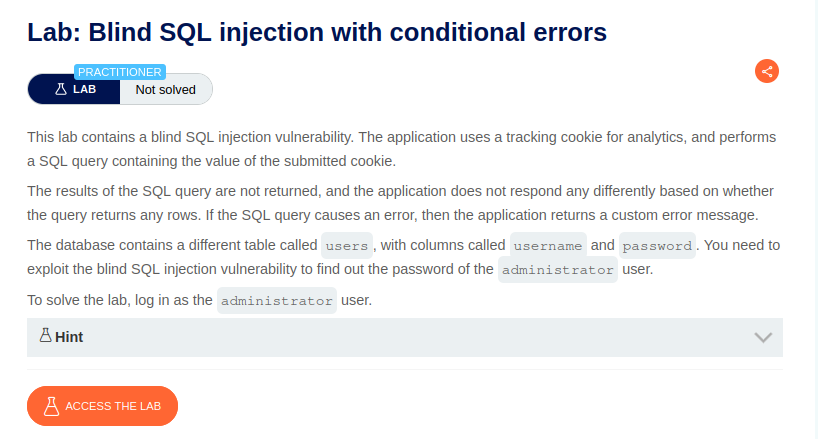 Lab: Blind SQL injection with conditional errors
PRACTITIONER
LAB Not solved
This lab contains a blind SQL injection vulnerability. The application uses a tracking cookie for analytics, and performs
a SQL query containing the value of the submitted cookie.
The results of the SQL query are not returned, and the application does not respond any differently based on whether
the query returns any rows. If the SQL query causes an error, then the application returns a custom error message.
The database contains a different table called users, with columns called username and password. You need to
exploit the blind SQL injection vulnerability to find out the password of the administrator user.
To solve the lab, log in as the administrator user.
Hint
ACCESS THE LAB